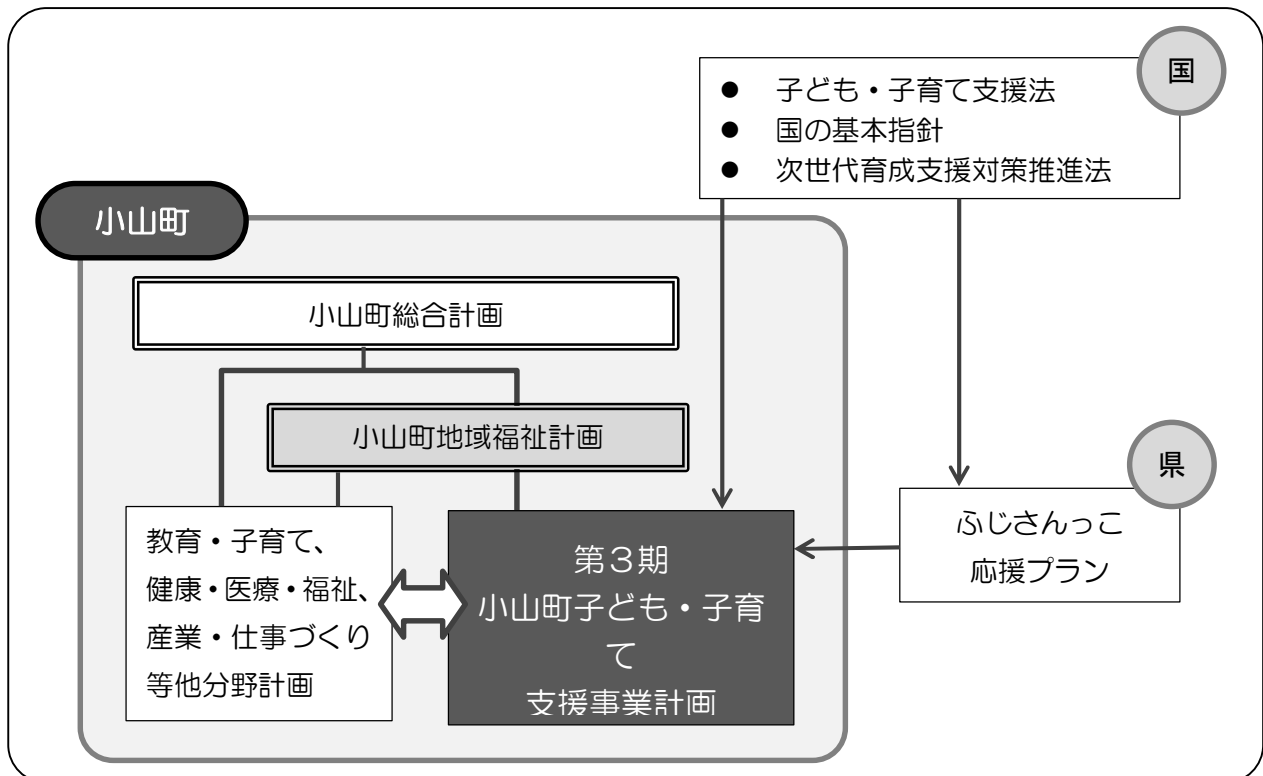 国
● 子ども・子育て支援法
● 国の基本指針
● 次世代育成支援対策推進法
小山町
小山町総合計画
小山町地域福祉計画
県
ふじさんっこ
応援プラン
教育・子育て、
健康・医療・福祉、
産業・仕事づくり
等他分野計画
第３期
小山町子ども・子育
て
支援事業計画